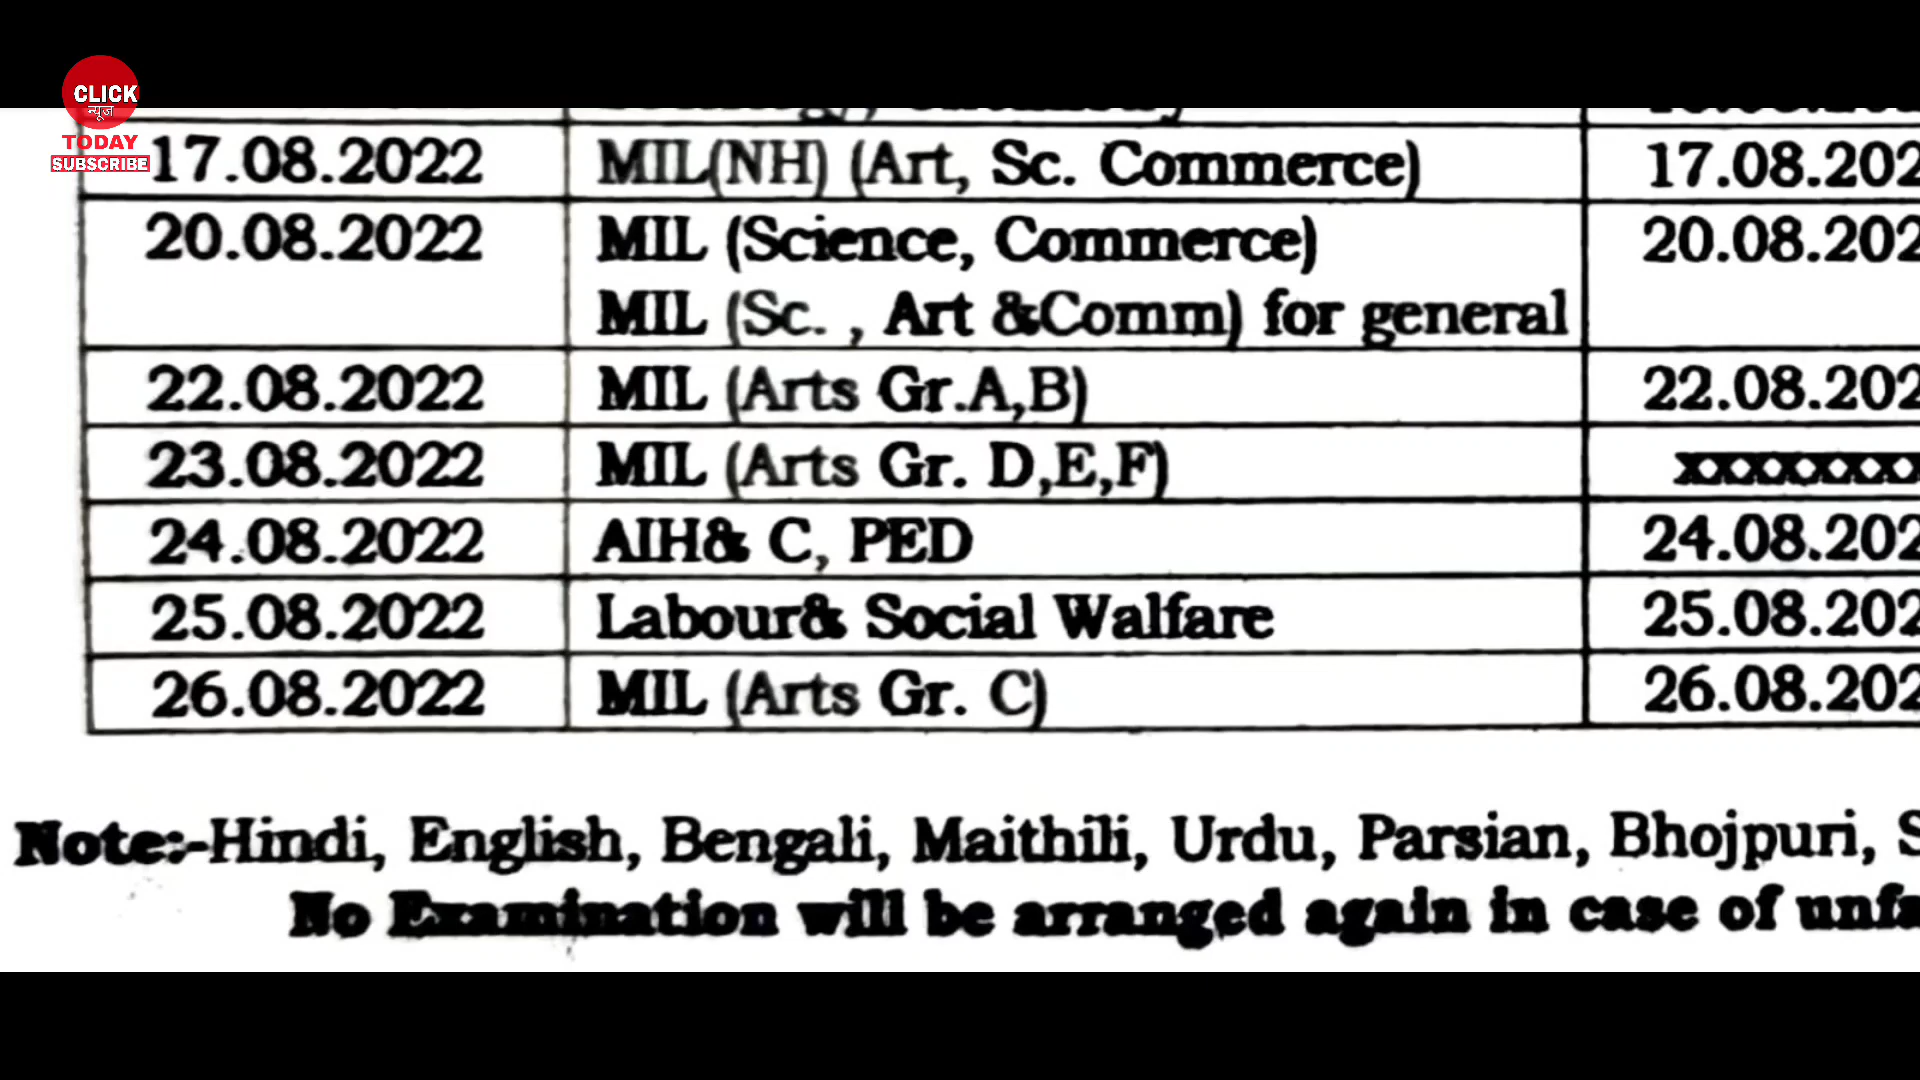 CLICK
न्यूज
TODAY
SUBSCRIBE
17.08.2022 MIL(NH) (Art, Sc. Commerce) 17.08.202
20.08.2022 MIL (Science, Commerce) 20.08.202
MIL (Sc. , Art &Comm) for general
22.08.2022 MIL (Arts Gr.A,B) 22.08.202
23.08.2022 MIL (Arts Gr. D,E,F) xxxxxxx
24.08.2022 AIH& C, PED 24.08.202
25.08.2022 Labour& Social Walfare 25.08.202
26.08.2022 MIL (Arts Gr. C) 26.08.202
Note:-Hindi, English, Bengali, Maithili, Urdu, Parsian, Bhojpuri, S
No Examination will be arranged again in case of unfa